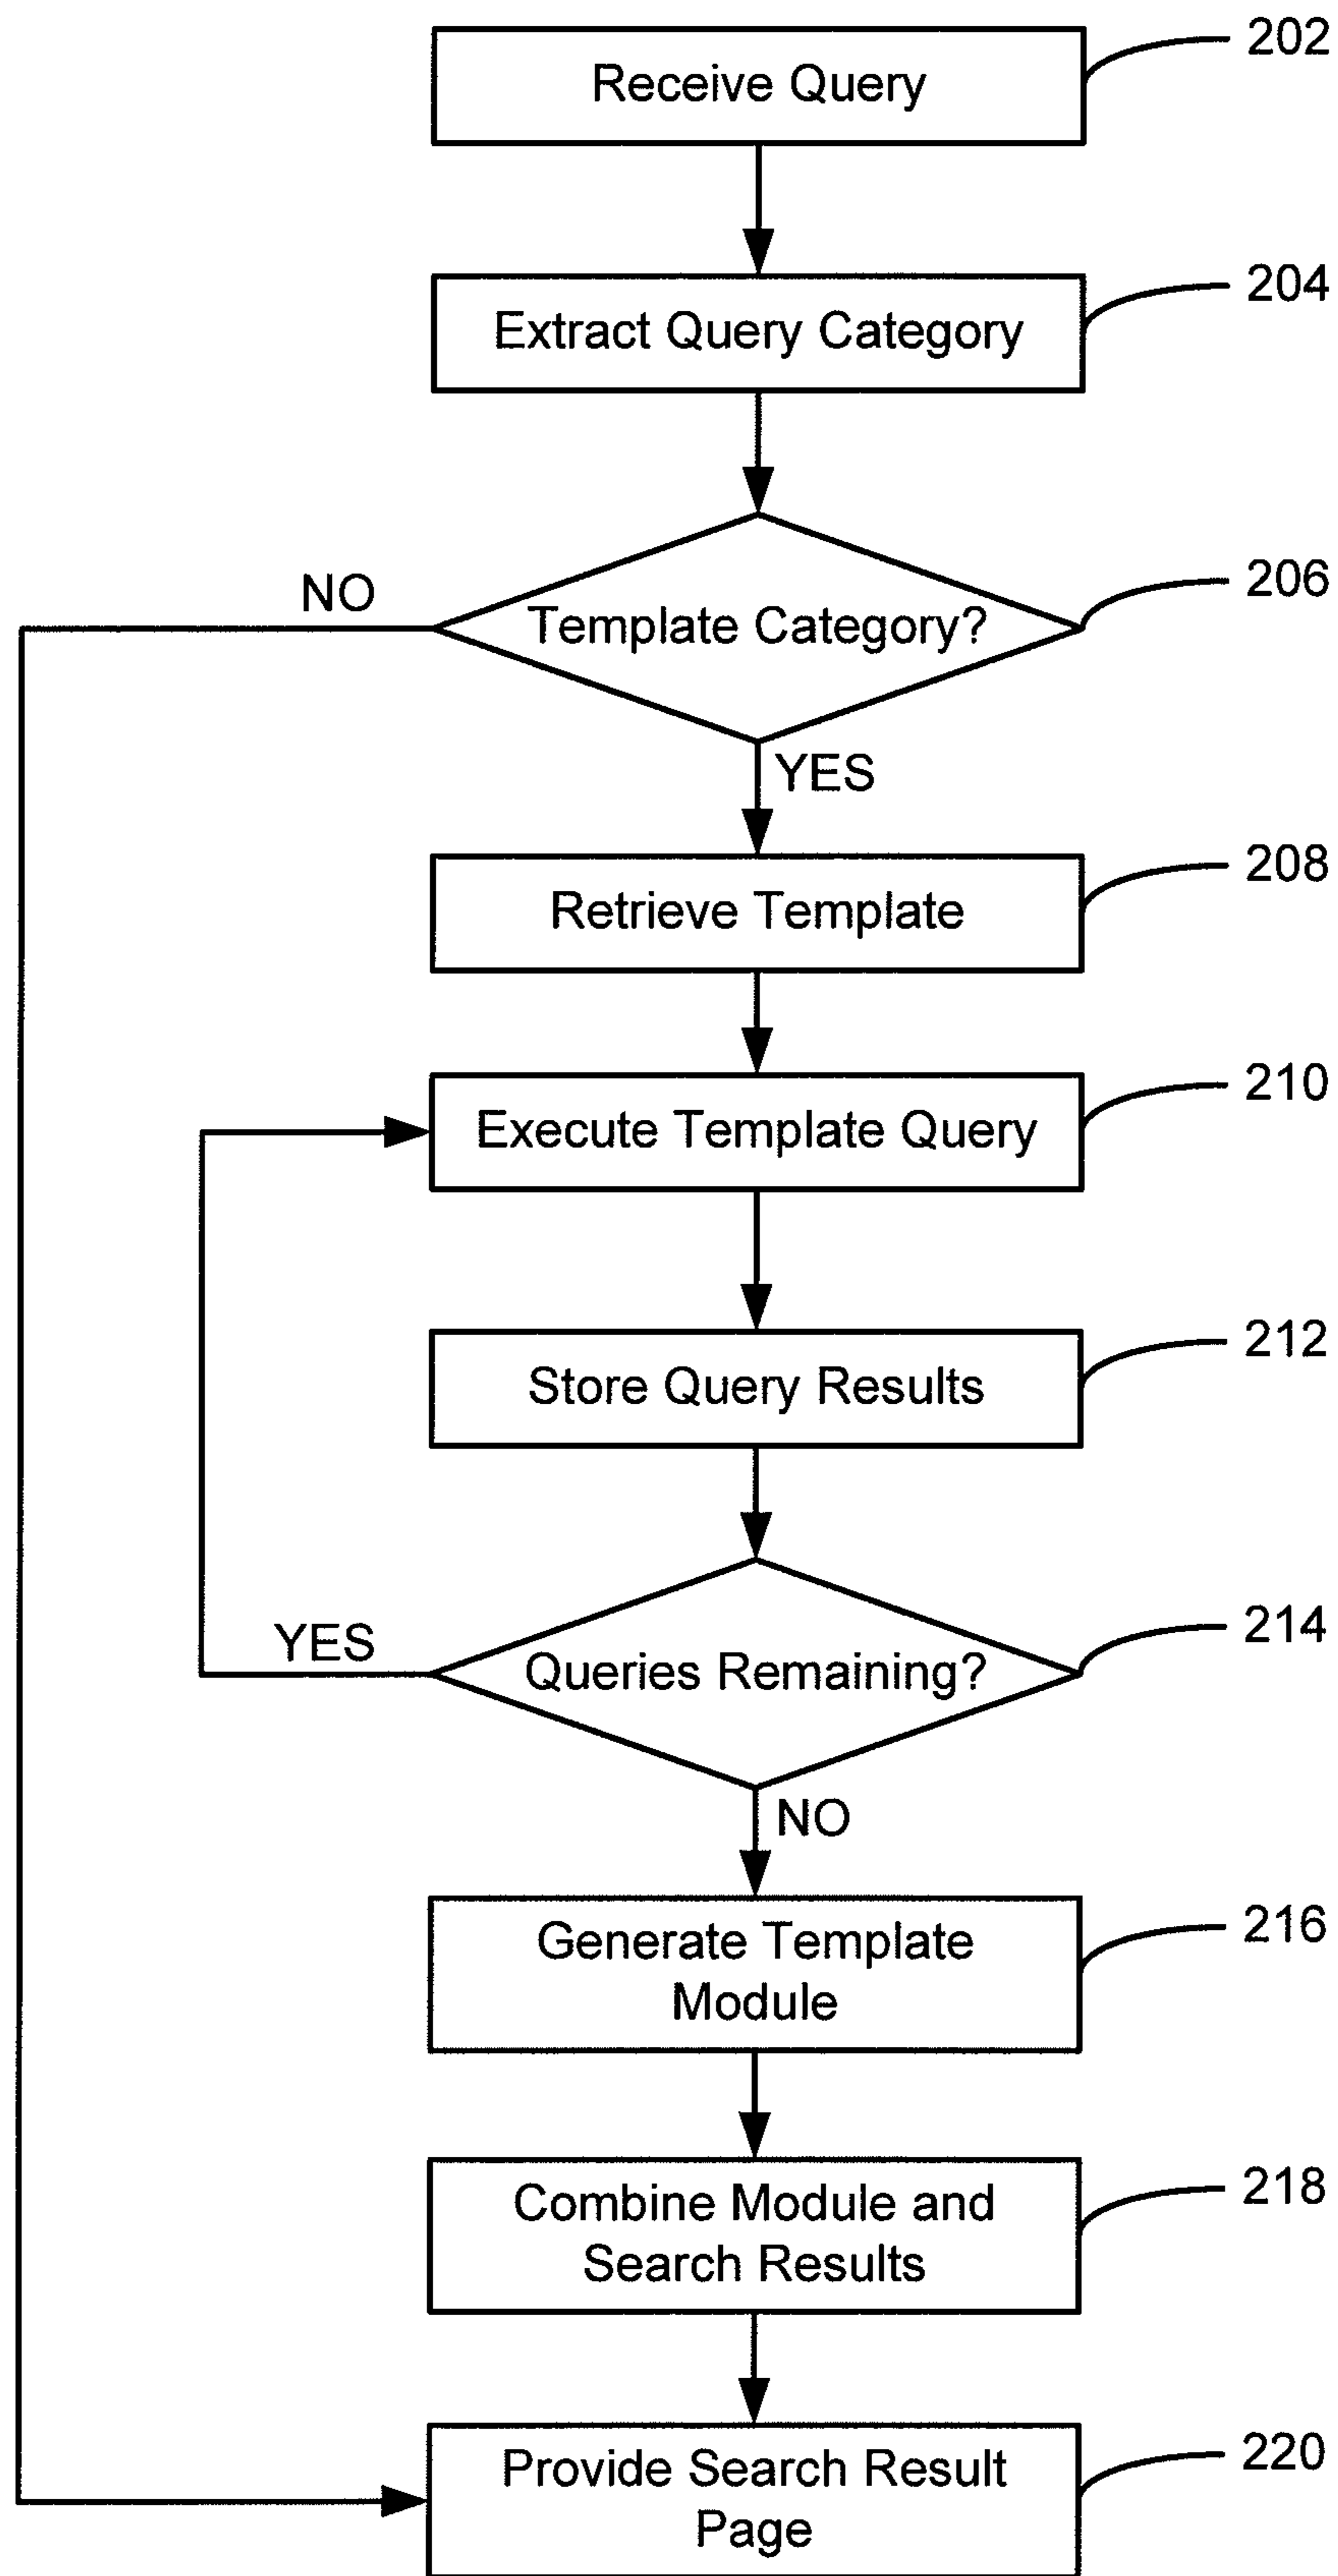 Receive Query
202
Extract Query Category
204
NO
Template Category?
206
YES
Retrieve Template
208
Execute Template Query
210
Store Query Results
212
YES
Queries Remaining?
214
NO
Generate Template
Module
216
Combine Module and
Search Results
218
Provide Search Result
Page
220